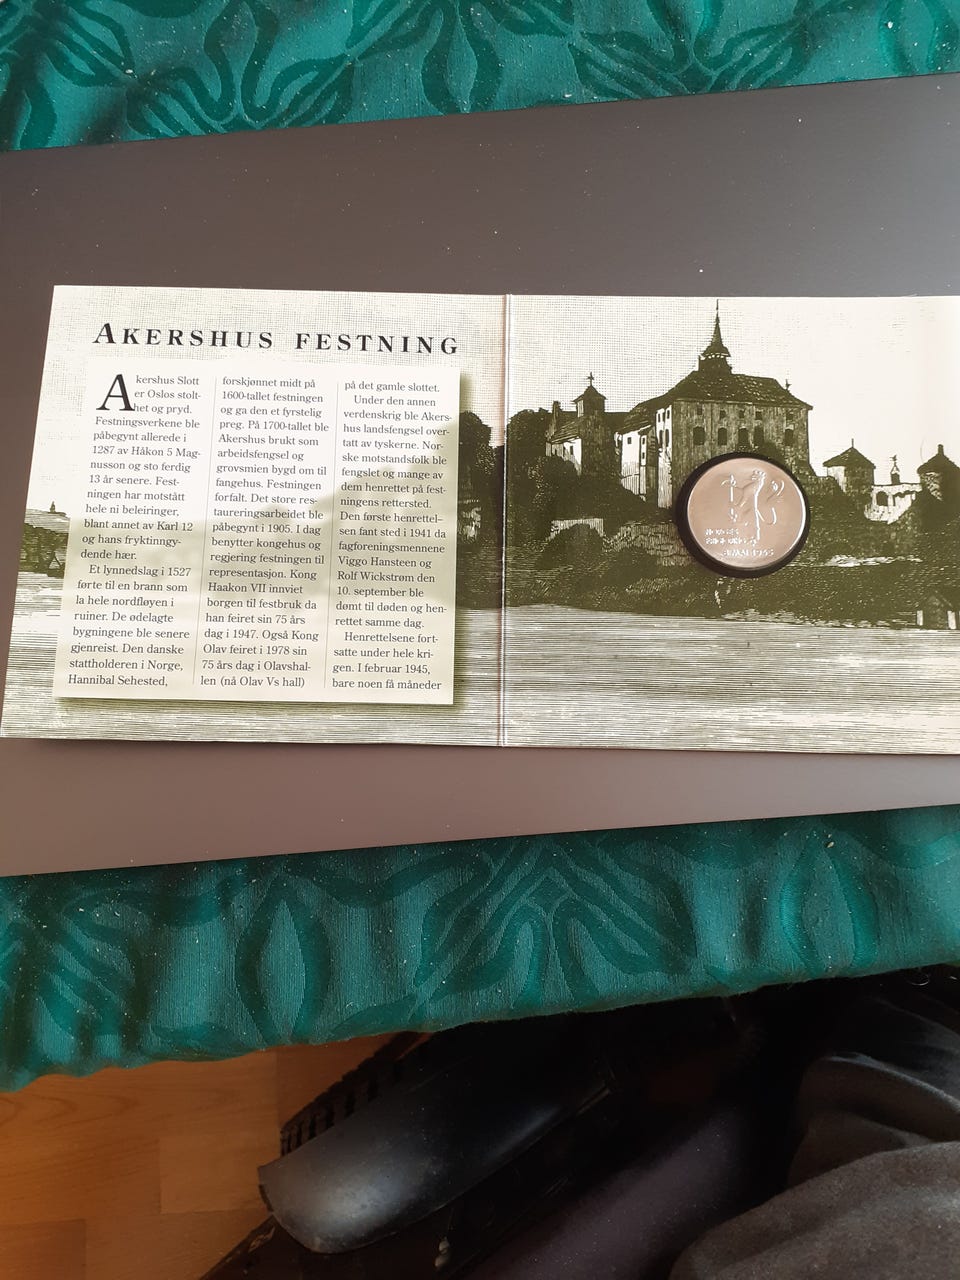 AKERSHUS FESTNING
Akershus Slott
er Oslos stolt-
het og pryd.
Festningsverkene ble
påbegynt allerede i
1287 av Håkon 5 Mag-
nusson og sto ferdig
13 år senere. Fest-
ningen har motstått
hele ni beleiringer,
blant annet av Karl 12
og hans fryktinngy-
dende hær.
Et lynnedslag i 1527
førte til en brann som
la hele nordfløyen i
ruiner. De ødelagte
bygningene ble senere
gjenreist. Den danske
stattholderen i Norge,
Hannibal Sehested,
forskjønnet midt på
1600-tallet festningen
og ga den et fyrstelig
preg. På 1700-tallet ble
Akershus brukt som
arbeidsfengsel og
grovsmien bygd om til
fangehus. Festningen
forfalt. Det store res-
taureringsarbeidet ble
påbegynt i 1905. I dag
benytter kongehus og
regjering festningen til
representasjon. Kong
Haakon VII innviet
borgen til festbruk da
han feiret sin 75 års
dag i 1947. Også Kong
Olav feiret i 1978 sin
75 års dag i Olavshal-
len (nå Olav Vs hall)
på det gamle slottet.
Under den annen
verdenskrig ble Akers-
hus landsfengsel over-
tatt av tyskerne. Nor-
ske motstandsfolk ble
fengslet og mange av
dem henrettet på fest-
ningens rettersted.
Den første henrettel-
sen fant sted i 1941 da
fagforeningsmennene
Viggo Hansteen og
Rolf Wickstrøm den
10. september ble
dømt til døden og hen-
rettet samme dag.
Henrettelsene fort-
satte under hele kri-
gen. I februar 1945,
bare noen få måneder
8 MAI 1995